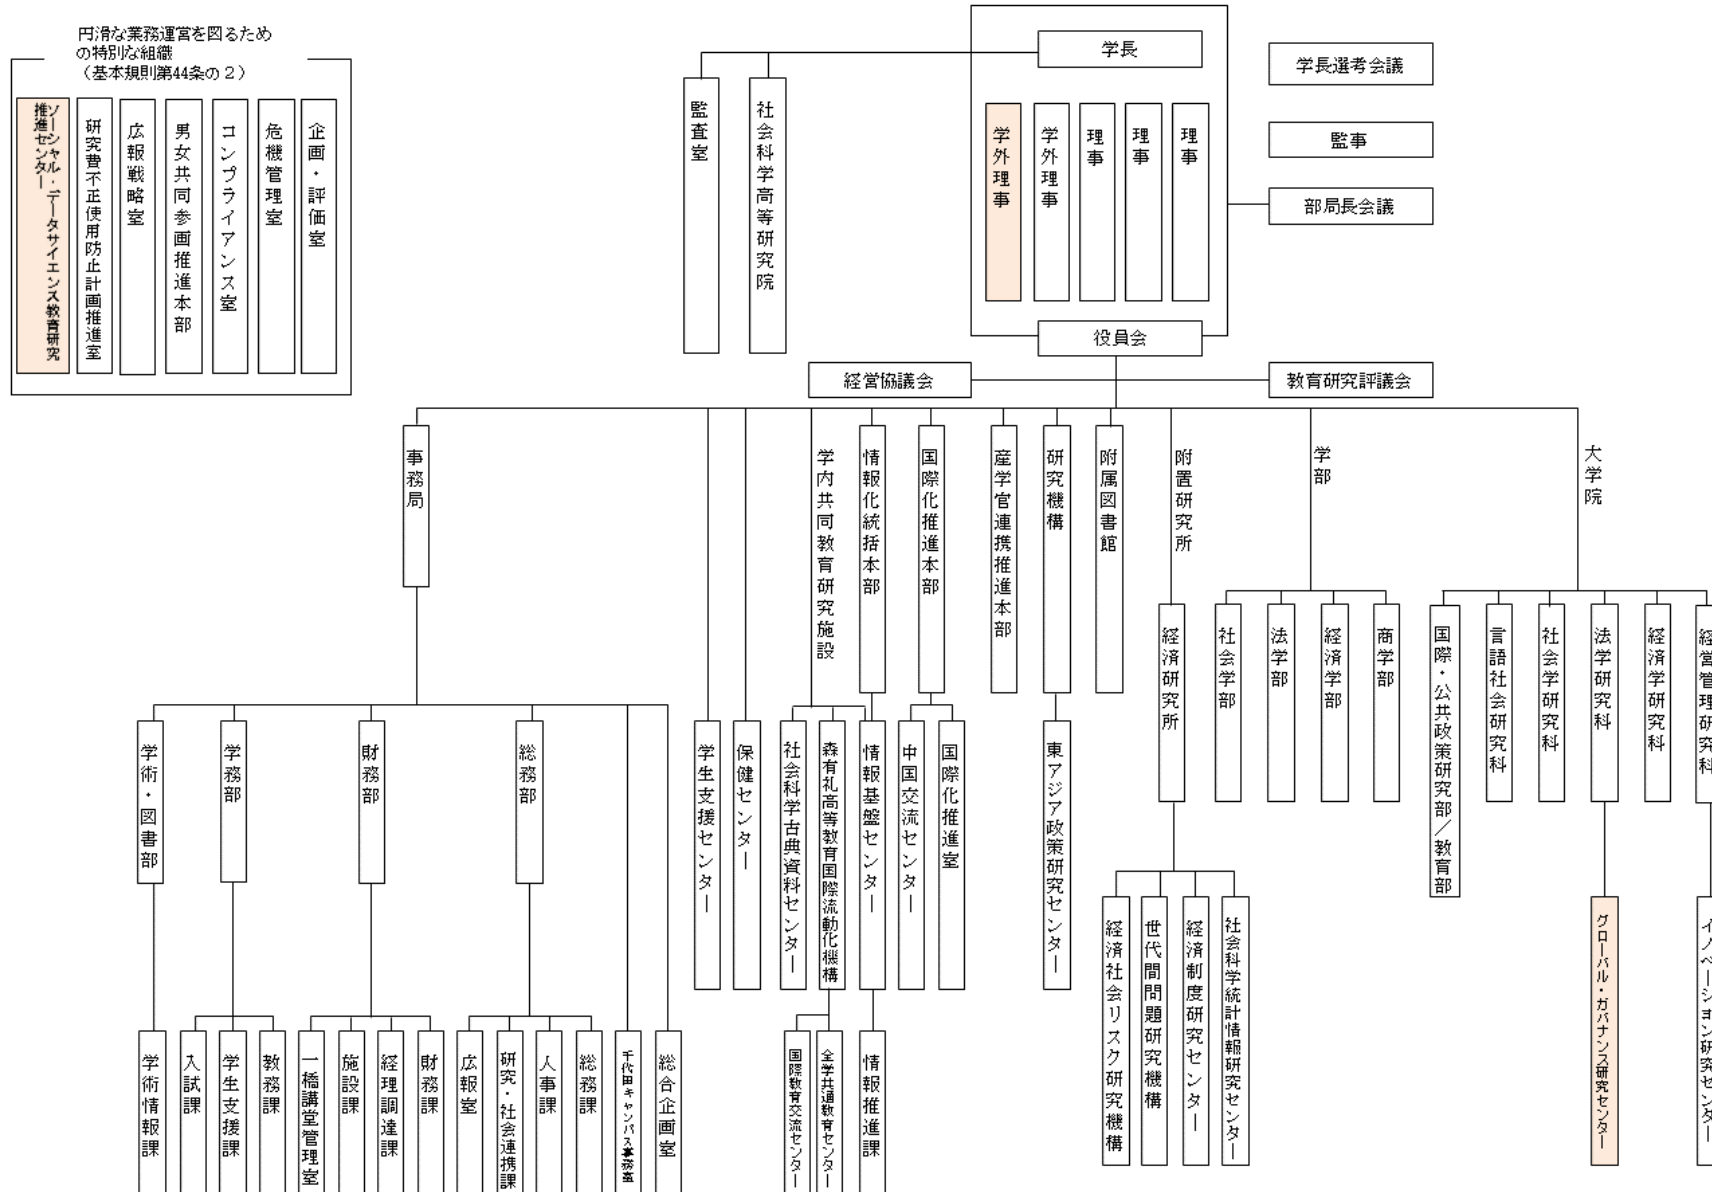 円滑な業務運営を図るため
の特別な組織
（基本規則第44条の２）
ソーシャル・データサイエンス教育研究
推進センター
研究費不正使用防止計画推進室
広報戦略室
男女共同参画推進本部
コンプライアンス室
危機管理室
企画・評価室
学長
監査室
社会科学高等研究院
学外理事
学外理事
理事
理事
理事
学長選考会議
監事
部局長会議
役員会
経営協議会
教育研究評議会
事務局
学内共同教育研究施設
情報化統括本部
国際化推進本部
産学官連携推進本部
研究機構
附属図書館
附置研究所
学部
大学院
経済研究所
社会学部
法学部
経済学部
商学部
国際・公共政策研究部／教育部
言語社会研究科
社会学研究科
法学研究科
経済学研究科
経営管理研究科
学術・図書部
学務部
財務部
総務部
学生支援センター
保健センター
社会科学古典資料センター
森有礼高等教育国際流動化機構
情報基盤センター
中国交流センター
国際化推進室
東アジア政策研究センター
経済社会リスク研究機構
世代間問題研究機構
経済制度研究センター
社会科学統計情報研究センター
グローバル・ガバナンス研究センター
イノベーション研究センター
学術情報課
入試課
学生支援課
教務課
一橋講堂管理室
施設課
経理調達課
財務課
広報室
研究・社会連携課
人事課
総務課
千代田キャンパス事務室
総合企画室
国際教育交流センター
全学共通教育センター
情報推進課